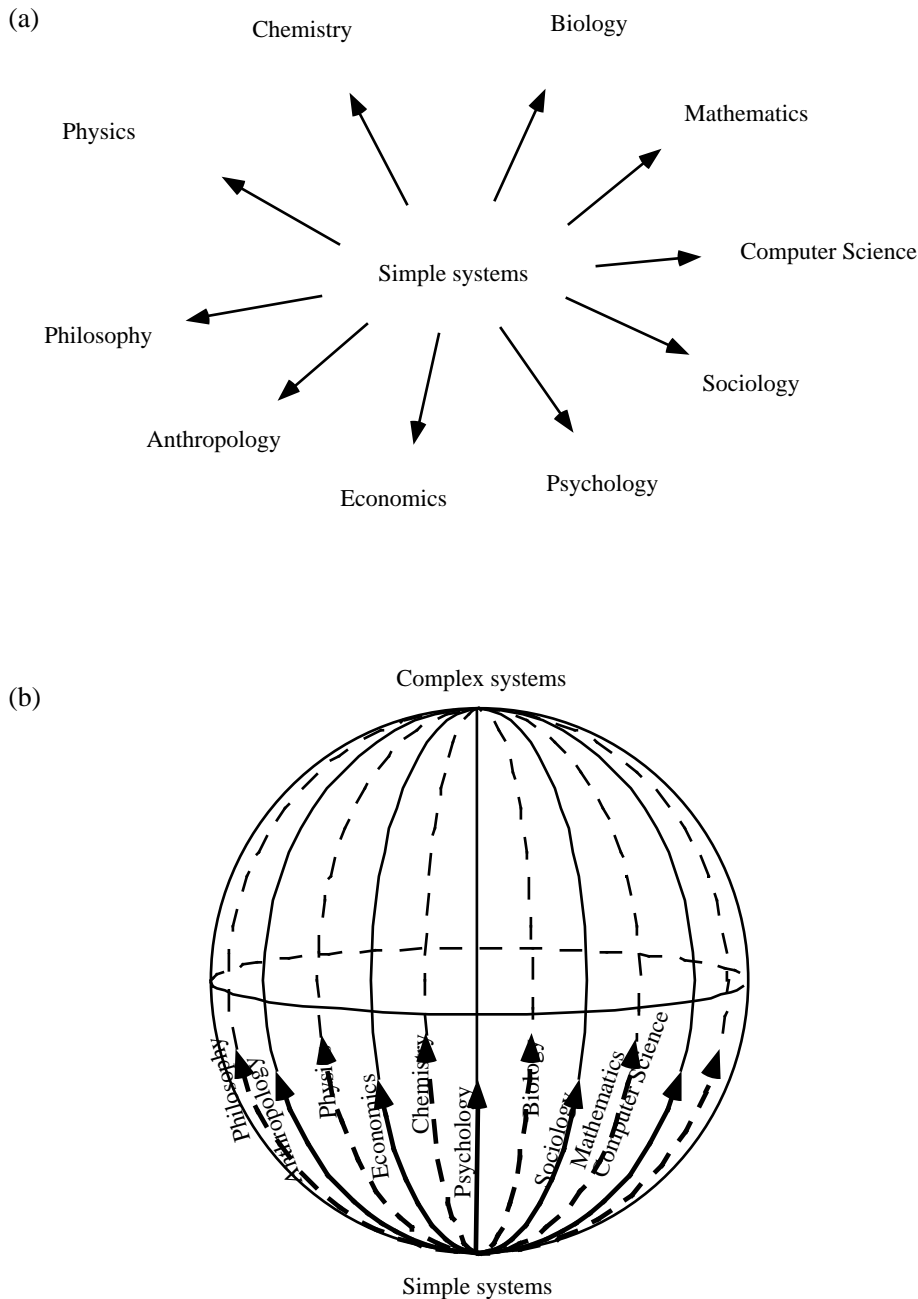 (a)
Chemistry
Biology
Physics
Mathematics
Computer Science
Simple systems
Philosophy
Sociology
Anthropology
Economics
Psychology
(b)
Complex systems
Philosophy
Anthropology
Physics
Economics
Chemistry
Psychology
Biology
Sociology
Mathematics
Computer Science
Simple systems